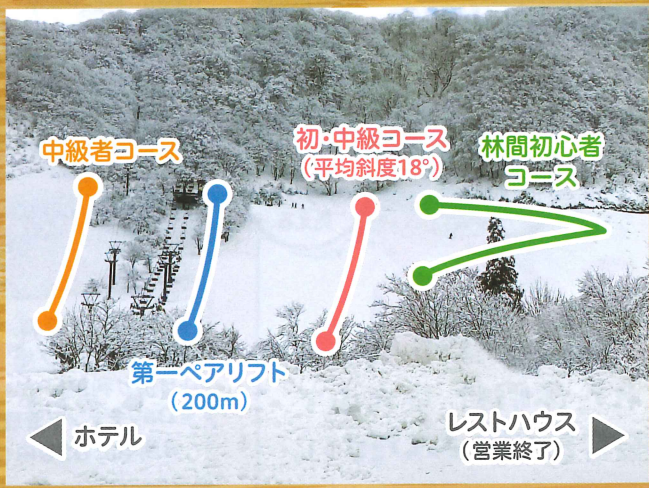 中級者コース
初・中級コース
(平均斜度18°)
林間初心者
コース
第一ペアリフト
(200m)
ホテル
レストハウス
(営業終了)